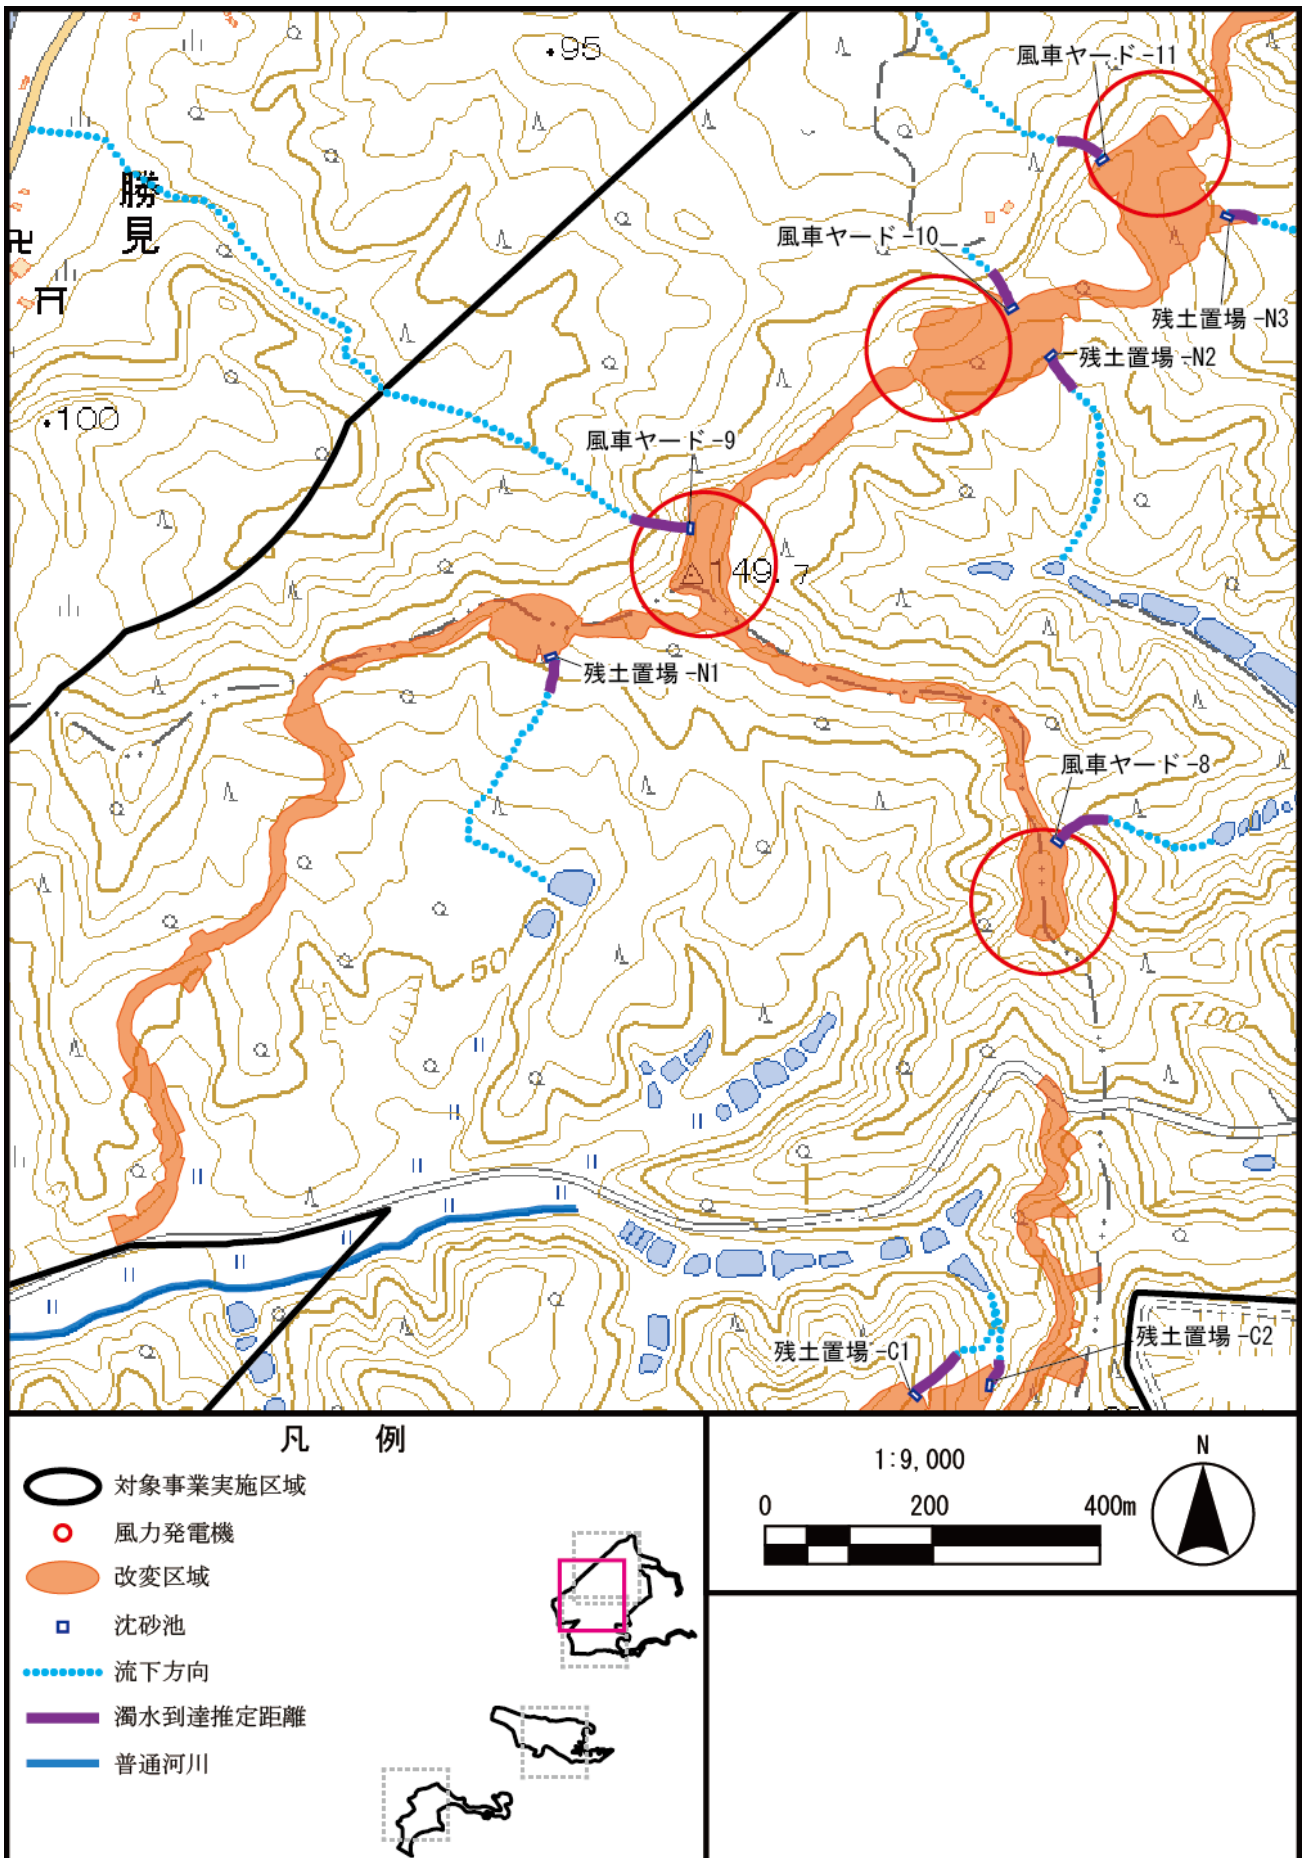 ・95
風車ヤード-11
勝見
風車ヤード-10
残土置場-N3
残土置場-N2
・100
風車ヤード-9
149.7
残土置場-N1
風車ヤード-8
50
100
残土置場-C2
残土置場-C1
凡 例
対象事業実施区域
風力発電機
改変区域
沈砂池
流下方向
濁水到達推定距離
普通河川
1:9,000
N
0 200 400m